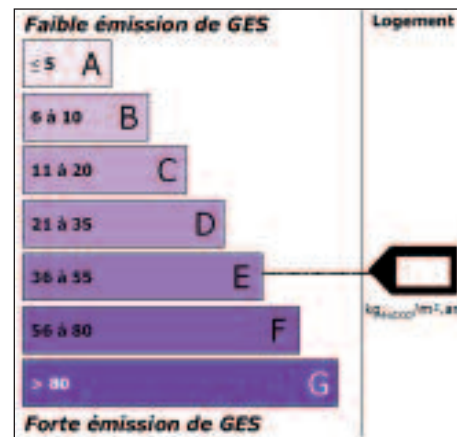 Faible émission de GES
Logement
≤ 5 A
6 à 10 B
11 à 20 C
21 à 35 D
36 à 55 E
56 à 80 F
> 80 G
Forte émission de GES